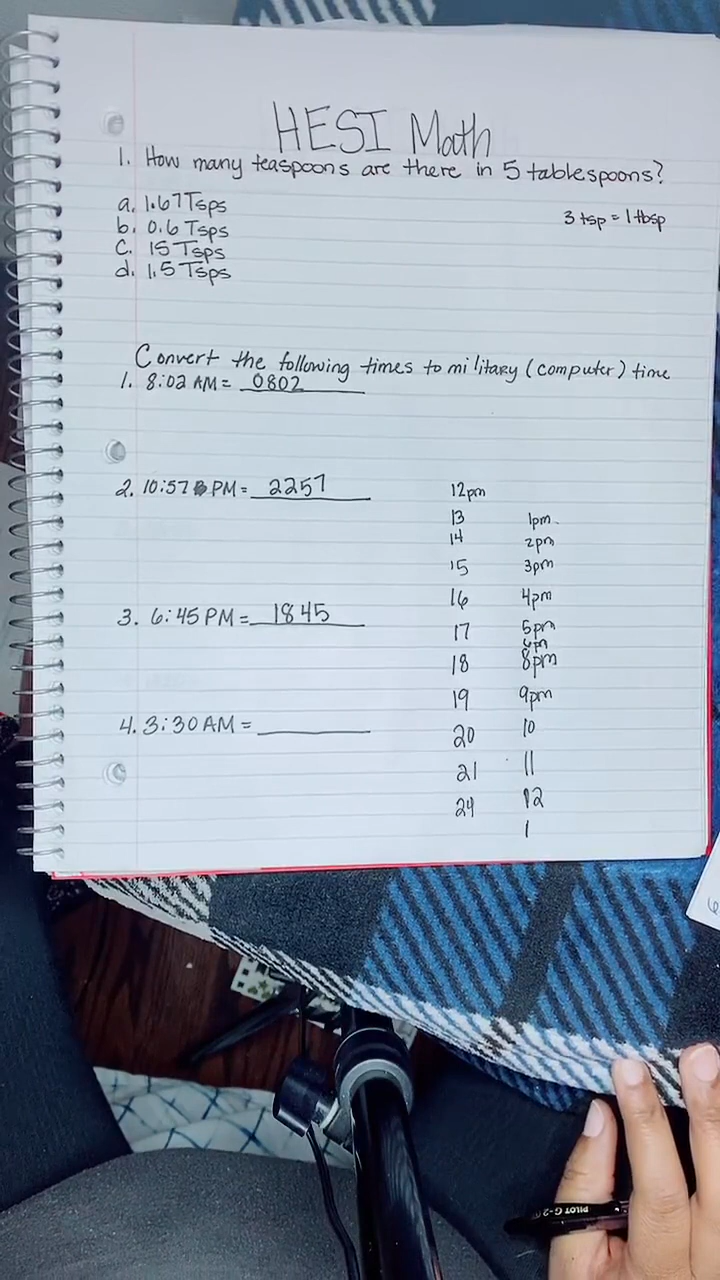 HESI Math
1. How many teaspoons are there in 5 tablespoons?
a. 1.67 Tsps
3 tsp = 1 tbsp
b. 0.6 Tsps
c. 15 Tsps
d. 1.5 Tsps
Convert the following times to military (computer) time
1. 8:02 AM = 0802
2. 10:57 PM = 2257
12pm
13 1pm
14 2pm
15 3pm
16 4pm
3. 6:45 PM = 1845
17 5pm
6pm
18 8pm
19 9pm
4. 3:30 AM =
20 10
21 11
24 12
1
PILOT G-2